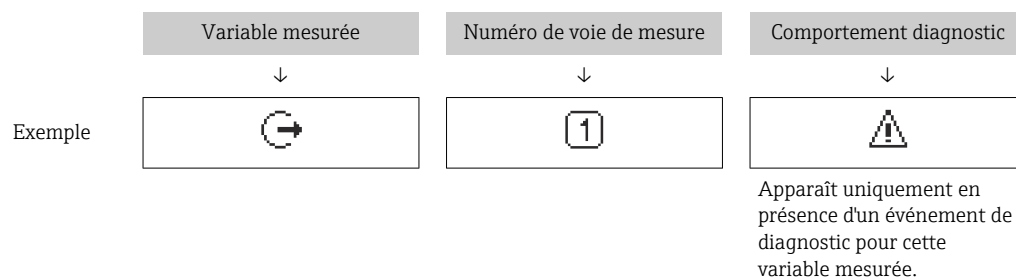 Variable mesurée
Numéro de voie de mesure
Comportement diagnostic
↓
↓
↓
Exemple
1
Apparaît uniquement en
présence d'un événement de
diagnostic pour cette
variable mesurée.